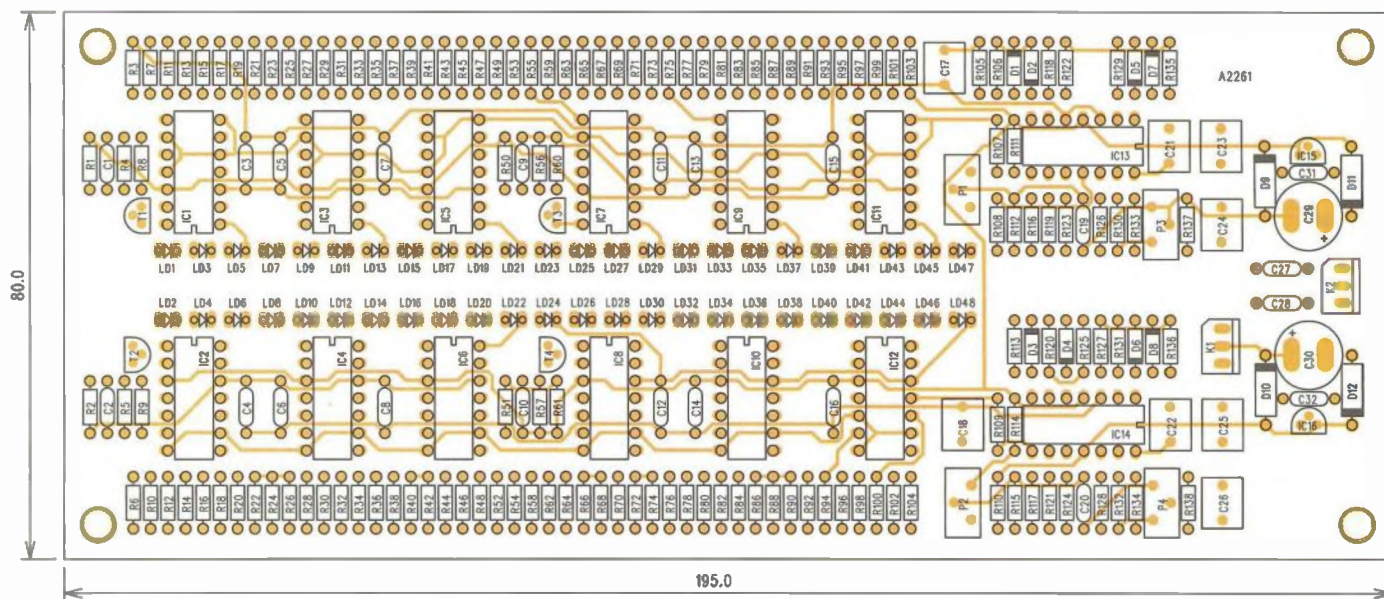 R3 R7 R11 R13 R15 R17 R19 R21 R23 R25 R27 R29 R31 R33 R35 R37 R39 R41 R43 R45 R47 R49 R53 R55 R59 R63 R65 R67 R69 R71 R73 R75 R77 R79 R81 R83 R85 R87 R89 R91 R93 R95 R97 R99 R101 R103
C17
R105 R106 D1 D2 R118 R122
R129 D5 D7 R135
A2261
R1 C1 R4 R8
IC1
C3 C5
IC3
C7
IC5
R50 C9 R56 R60
IC7
C11 C13
IC9
C15
IC11
R107 R111
IC13
C21
C23
IC15
C31
D9
D11
C29
+
T1
T3
P1
R108 R112 R116 R119 R123 C19 R126 R130 R133
P3
R137
C24
LD1 LD3 LD5 LD7 LD9 LD11 LD13 LD15 LD17 LD19 LD21 LD23 LD25 LD27 LD29 LD31 LD33 LD35 LD37 LD39 LD41 LD43 LD45 LD47
C27
C28
K2
LD2 LD4 LD6 LD8 LD10 LD12 LD14 LD16 LD18 LD20 LD22 LD24 LD26 LD28 LD30 LD32 LD34 LD36 LD38 LD40 LD42 LD44 LD46 LD48
T2
T4
IC2
IC4
IC6
IC8
IC10
IC12
R113 D3 R120 D4 R125 R127 R131 D6 D8 R136
K1
+
C30
D10
D12
C32
IC16
R2 C2 R5 R9
C4 C6
C8
R51 C10 R57 R61
C12 C14
C16
C18
R109 R114
IC14
C22
C25
R6 R10 R12 R14 R16 R18 R20 R22 R24 R26 R28 R30 R32 R34 R36 R38 R40 R42 R44 R46 R48 R52 R54 R58 R62 R64 R66 R68 R70 R72 R74 R76 R78 R80 R82 R84 R86 R88 R90 R92 R94 R96 R98 R100 R102 R104
P2
R110 R115 R117 R121 R124 C20 R128 R132 R134
P4
R138
C26
80.0
195.0